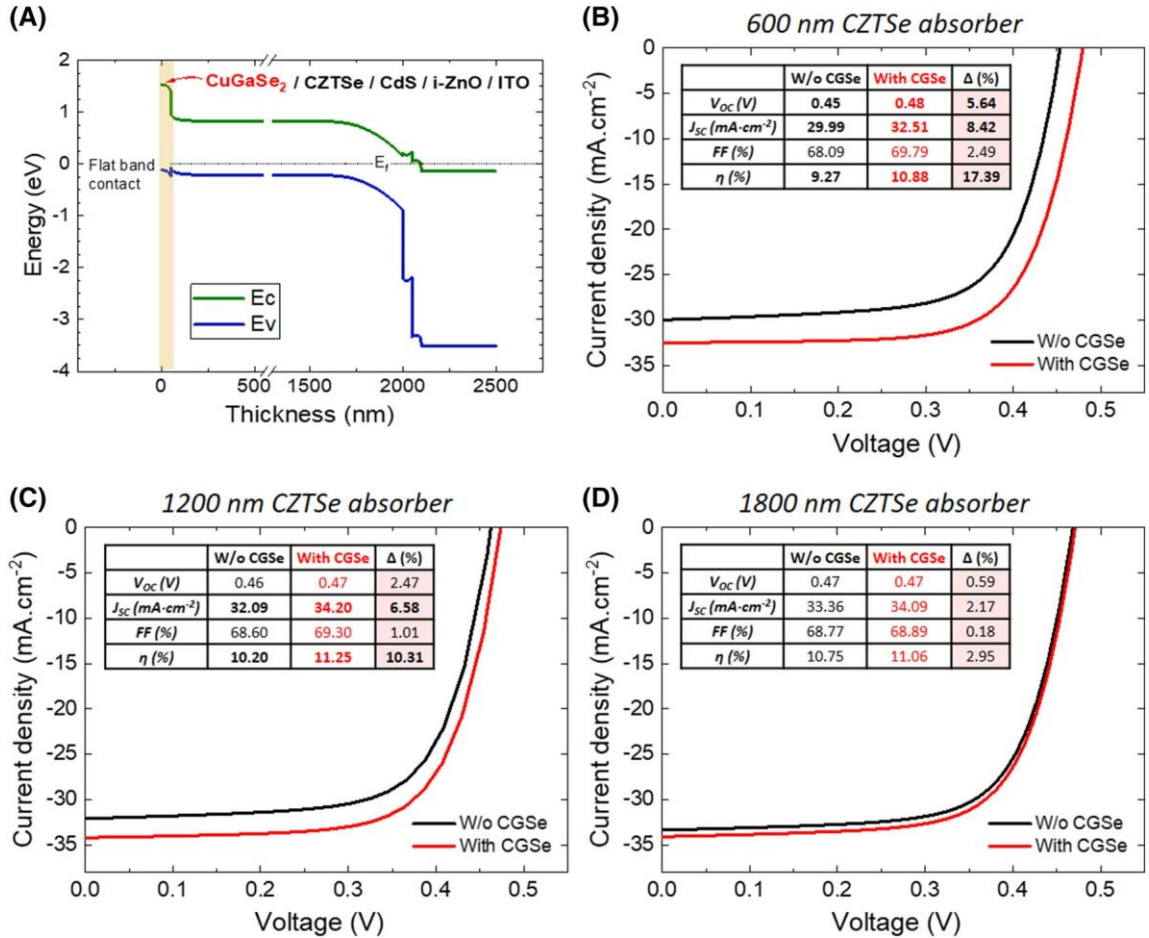 (A)
2
1
0
-1
-2
-3
-4
Energy (eV)
CuGaSe₂ / CZTSe / CdS / i-ZnO / ITO
Flat band
contact
E_f
Ec
Ev
0 500 1500 2000 2500
Thickness (nm)
(B) 600 nm CZTSe absorber
0
-5
-10
-15
-20
-25
-30
-35
Current density (mA.cm⁻²)
W/o CGSe With CGSe Δ (%)
V_OC (V) 0.45 0.48 5.64
J_SC (mA·cm⁻²) 29.99 32.51 8.42
FF (%) 68.09 69.79 2.49
η (%) 9.27 10.88 17.39
W/o CGSe
With CGSe
0.0 0.1 0.2 0.3 0.4 0.5
Voltage (V)
(C) 1200 nm CZTSe absorber
0
-5
-10
-15
-20
-25
-30
-35
Current density (mA.cm⁻²)
W/o CGSe With CGSe Δ (%)
V_OC (V) 0.46 0.47 2.47
J_SC (mA·cm⁻²) 32.09 34.20 6.58
FF (%) 68.60 69.30 1.01
η (%) 10.20 11.25 10.31
W/o CGSe
With CGSe
0.0 0.1 0.2 0.3 0.4 0.5
Voltage (V)
(D) 1800 nm CZTSe absorber
0
-5
-10
-15
-20
-25
-30
-35
Current density (mA.cm⁻²)
W/o CGSe With CGSe Δ (%)
V_OC (V) 0.47 0.47 0.59
J_SC (mA·cm⁻²) 33.36 34.09 2.17
FF (%) 68.77 68.89 0.18
η (%) 10.75 11.06 2.95
W/o CGSe
With CGSe
0.0 0.1 0.2 0.3 0.4 0.5
Voltage (V)